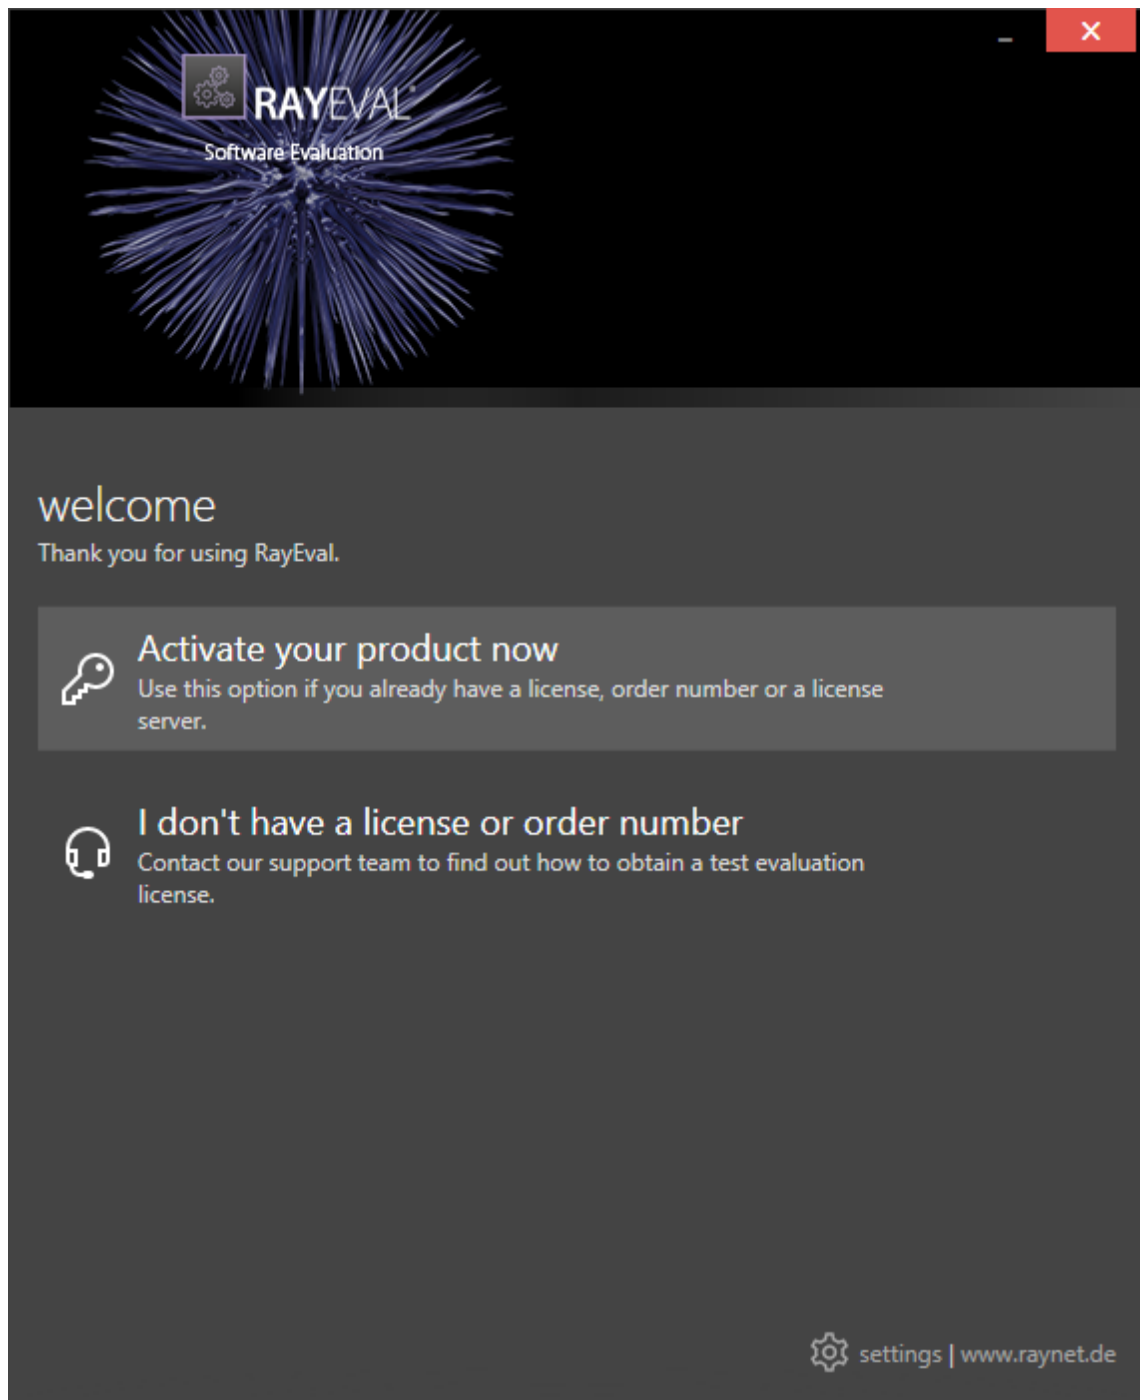 RAYEVAL®
Software Evaluation
welcome
Thank you for using RayEval.
Activate your product now
Use this option if you already have a license, order number or a license
server.
I don't have a license or order number
Contact our support team to find out how to obtain a test evaluation
license.
settings | www.raynet.de